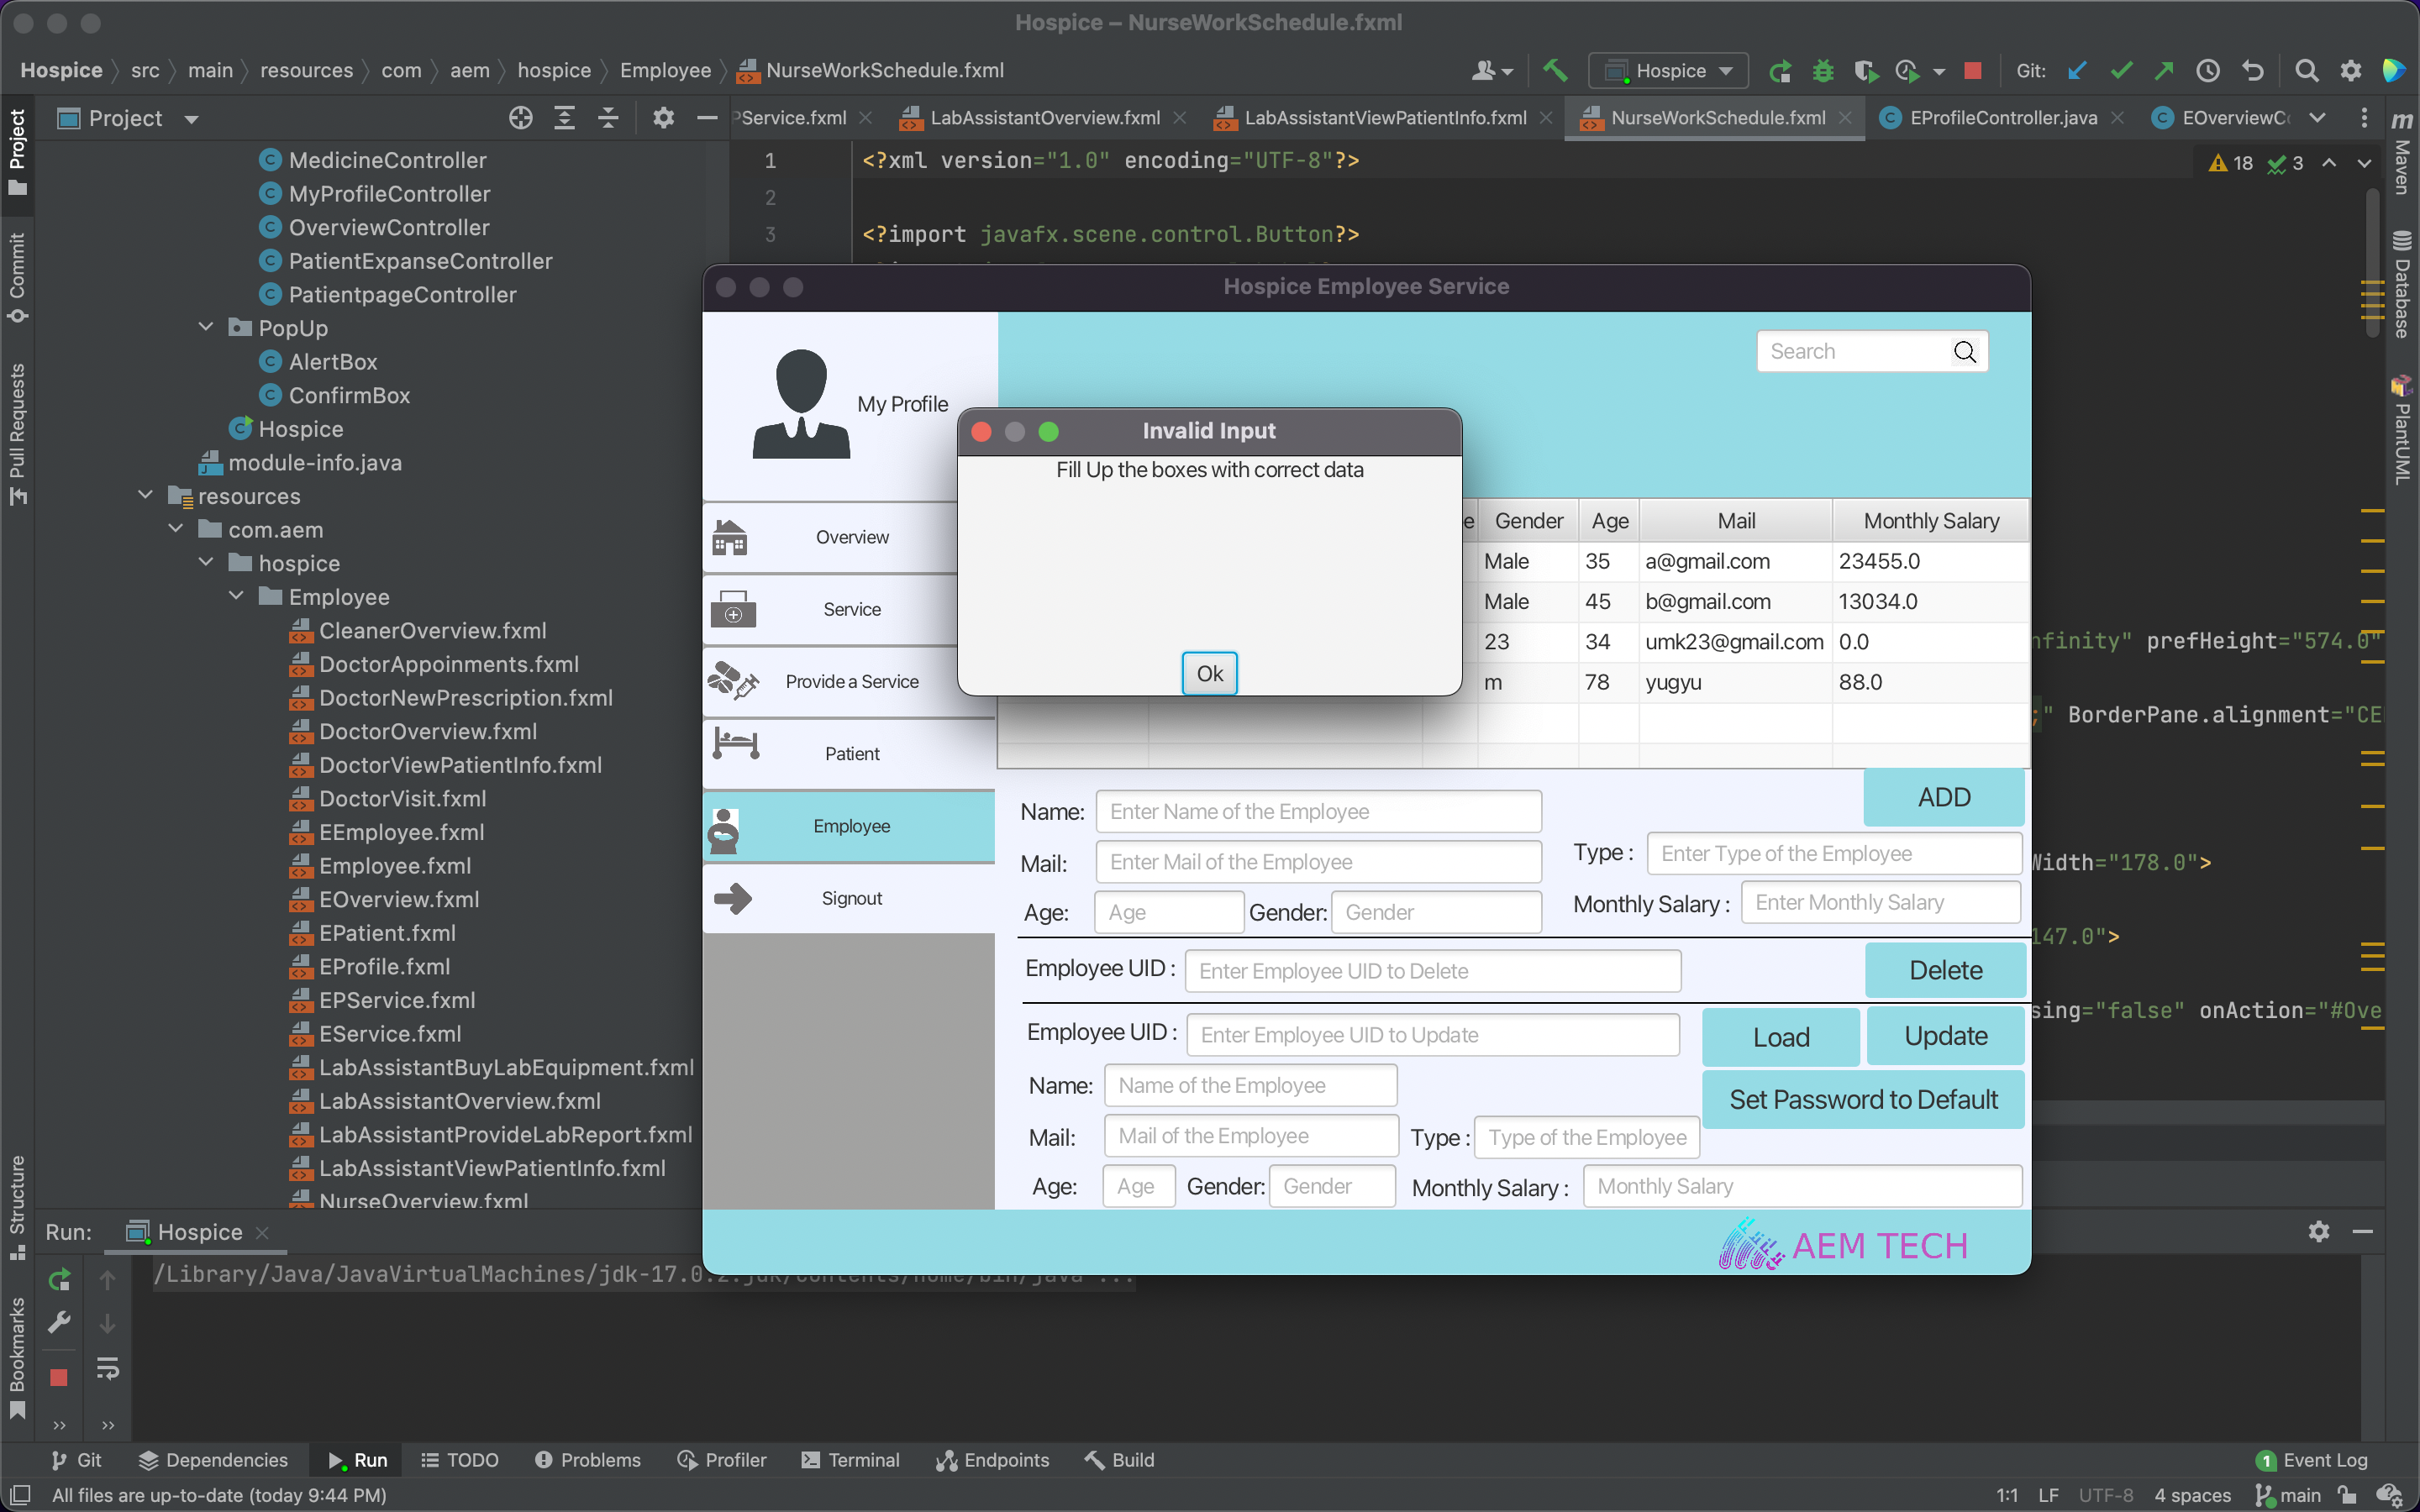 Hospice – NurseWorkSchedule.fxml
Hospice src main resources com aem hospice Employee NurseWorkSchedule.fxml
Hospice Git:
Project
PService.fxml LabAssistantOverview.fxml LabAssistantViewPatientInfo.fxml NurseWorkSchedule.fxml EProfileController.java EOverviewC
Project
Commit
Pull Requests
Structure
Bookmarks
MedicineController
MyProfileController
OverviewController
PatientExpanseController
PatientpageController
PopUp
AlertBox
ConfirmBox
Hospice
module-info.java
resources
com.aem
hospice
Employee
CleanerOverview.fxml
DoctorAppoinments.fxml
DoctorNewPrescription.fxml
DoctorOverview.fxml
DoctorViewPatientInfo.fxml
DoctorVisit.fxml
EEmployee.fxml
Employee.fxml
EOverview.fxml
EPatient.fxml
EProfile.fxml
EPService.fxml
EService.fxml
LabAssistantBuyLabEquipment.fxml
LabAssistantOverview.fxml
LabAssistantProvideLabReport.fxml
LabAssistantViewPatientInfo.fxml
NurseOverview.fxml
1 <?xml version="1.0" encoding="UTF-8"?>
2
3 <?import javafx.scene.control.Button?>
18 3
Maven
Database
PlantUML
nfinity" prefHeight="574.0"
;" BorderPane.alignment="CE
Width="178.0">
147.0">
sing="false" onAction="#Ove
Hospice Employee Service
My Profile
Search
Overview
Service
Provide a Service
Patient
Employee
Signout
Invalid Input
Fill Up the boxes with correct data
Ok
e Gender Age Mail Monthly Salary
Male 35 a@gmail.com 23455.0
Male 45 b@gmail.com 13034.0
23 34 umk23@gmail.com 0.0
m 78 yugyu 88.0
ADD
Name: Enter Name of the Employee
Mail: Enter Mail of the Employee
Type : Enter Type of the Employee
Age: Age Gender: Gender
Monthly Salary : Enter Monthly Salary
Employee UID : Enter Employee UID to Delete Delete
Employee UID : Enter Employee UID to Update Load Update
Name: Name of the Employee
Set Password to Default
Mail: Mail of the Employee Type : Type of the Employee
Age: Age Gender: Gender Monthly Salary : Monthly Salary
AEM TECH
Run: Hospice
/Library/Java/JavaVirtualMachines/jdk-17.0.2.jdk/Contents/Home/bin/java ...
Git Dependencies Run TODO Problems Profiler Terminal Endpoints Build 1 Event Log
All files are up-to-date (today 9:44 PM) 1:1 LF UTF-8 4 spaces main